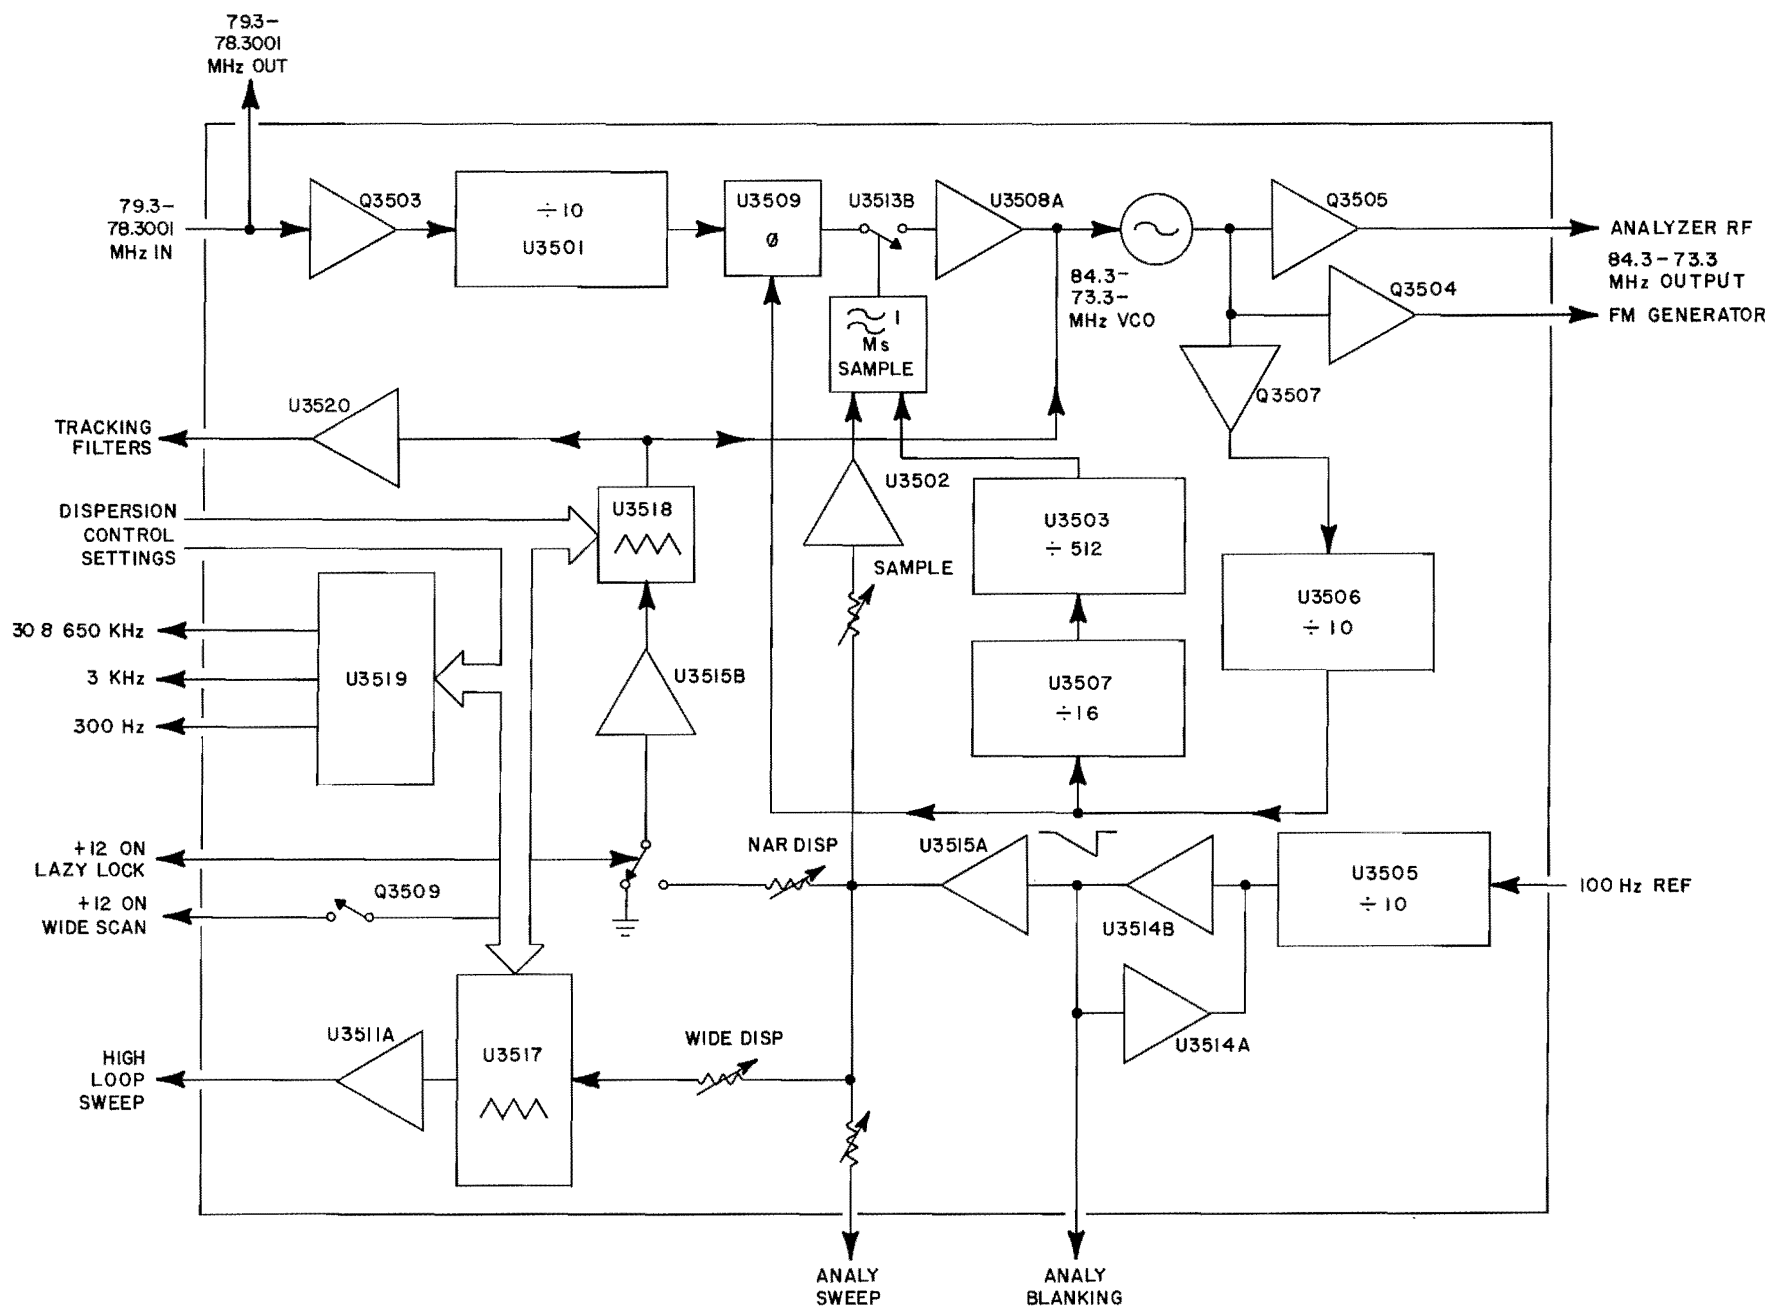 79.3-
78.3001
MHz OUT
79.3-
78.3001
MHz IN
Q3503
÷10
U3501
U3509
Ø
U3513B
U3508A
84.3-
73.3-
MHz VCO
Q3505
ANALYZER RF
84.3-73.3
MHz OUTPUT
Q3504
FM GENERATOR
I
Ms
SAMPLE
Q3507
U3520
TRACKING
FILTERS
U3502
DISPERSION
CONTROL
SETTINGS
U3518
U3503
÷ 512
SAMPLE
U3506
÷ 10
30 8 650 KHz
3 KHz
300 Hz
U3519
U3515B
U3507
÷16
+12 ON
LAZY LOCK
NAR DISP
U3515A
U3514B
U3505
÷ 10
100 Hz REF
Q3509
+12 ON
WIDE SCAN
U3514A
U3511A
U3517
WIDE DISP
HIGH
LOOP
SWEEP
ANALY
SWEEP
ANALY
BLANKING